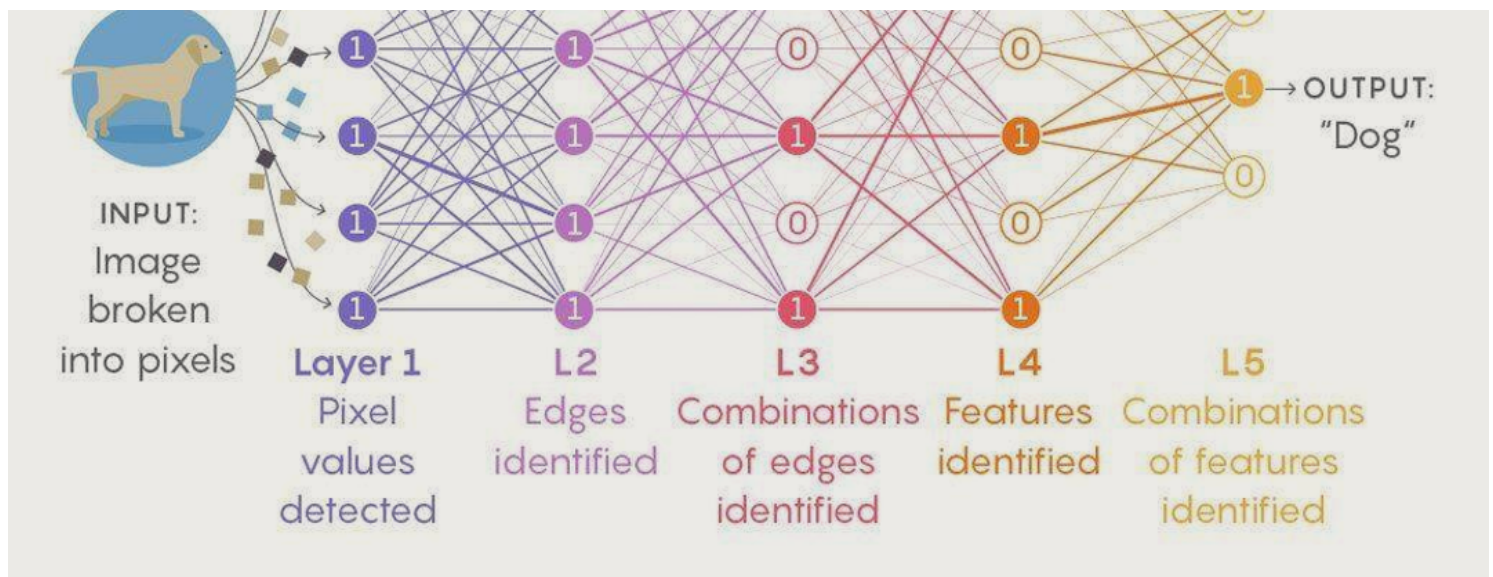 1 1 0 0 0
1 OUTPUT:
1 1 1 1 "Dog"
0
INPUT: 1 1 0 0
Image
broken 1 1 1 1
into pixels
Layer 1 L2 L3 L4 L5
Pixel Edges Combinations Features Combinations
values identified of edges identified of features
detected identified identified